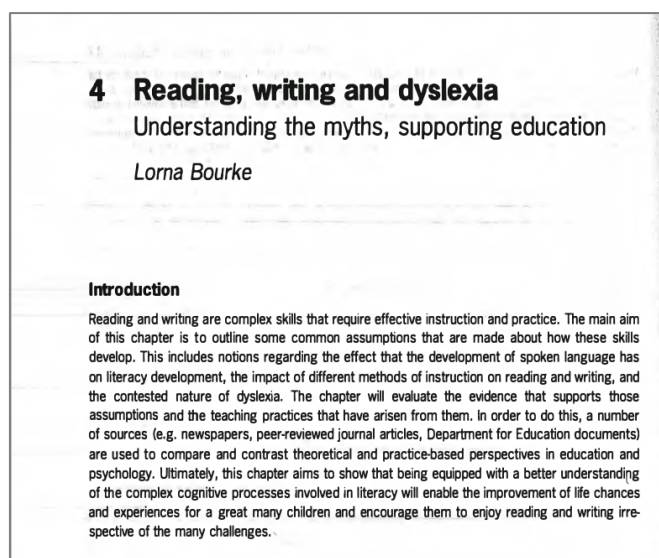 4 Reading, writing and dyslexia
Understanding the myths, supporting education
Lorna Bourke
Introduction
Reading and writing are complex skills that require effective instruction and practice. The main aim
of this chapter is to outline some common assumptions that are made about how these skills
develop. This includes notions regarding the effect that the development of spoken language has
on literacy development, the impact of different methods of instruction on reading and writing, and
the contested nature of dyslexia. The chapter will evaluate the evidence that supports those
assumptions and the teaching practices that have arisen from them. In order to do this, a number
of sources (e.g. newspapers, peer-reviewed journal articles, Department for Education documents)
are used to compare and contrast theoretical and practice-based perspectives in education and
psychology. Ultimately, this chapter aims to show that being equipped with a better understanding
of the complex cognitive processes involved in literacy will enable the improvement of life chances
and experiences for a great many children and encourage them to enjoy reading and writing irre-
spective of the many challenges.